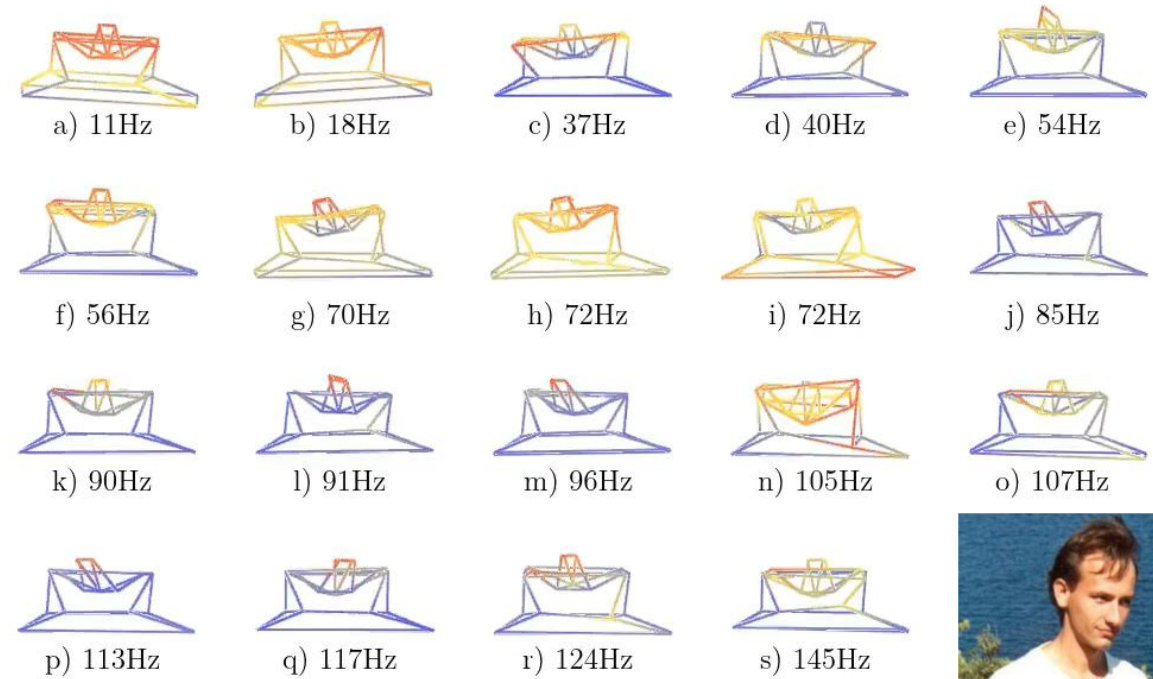 a) 11Hz b) 18Hz c) 37Hz d) 40Hz e) 54Hz
f) 56Hz g) 70Hz h) 72Hz i) 72Hz j) 85Hz
k) 90Hz l) 91Hz m) 96Hz n) 105Hz o) 107Hz
p) 113Hz q) 117Hz r) 124Hz s) 145Hz